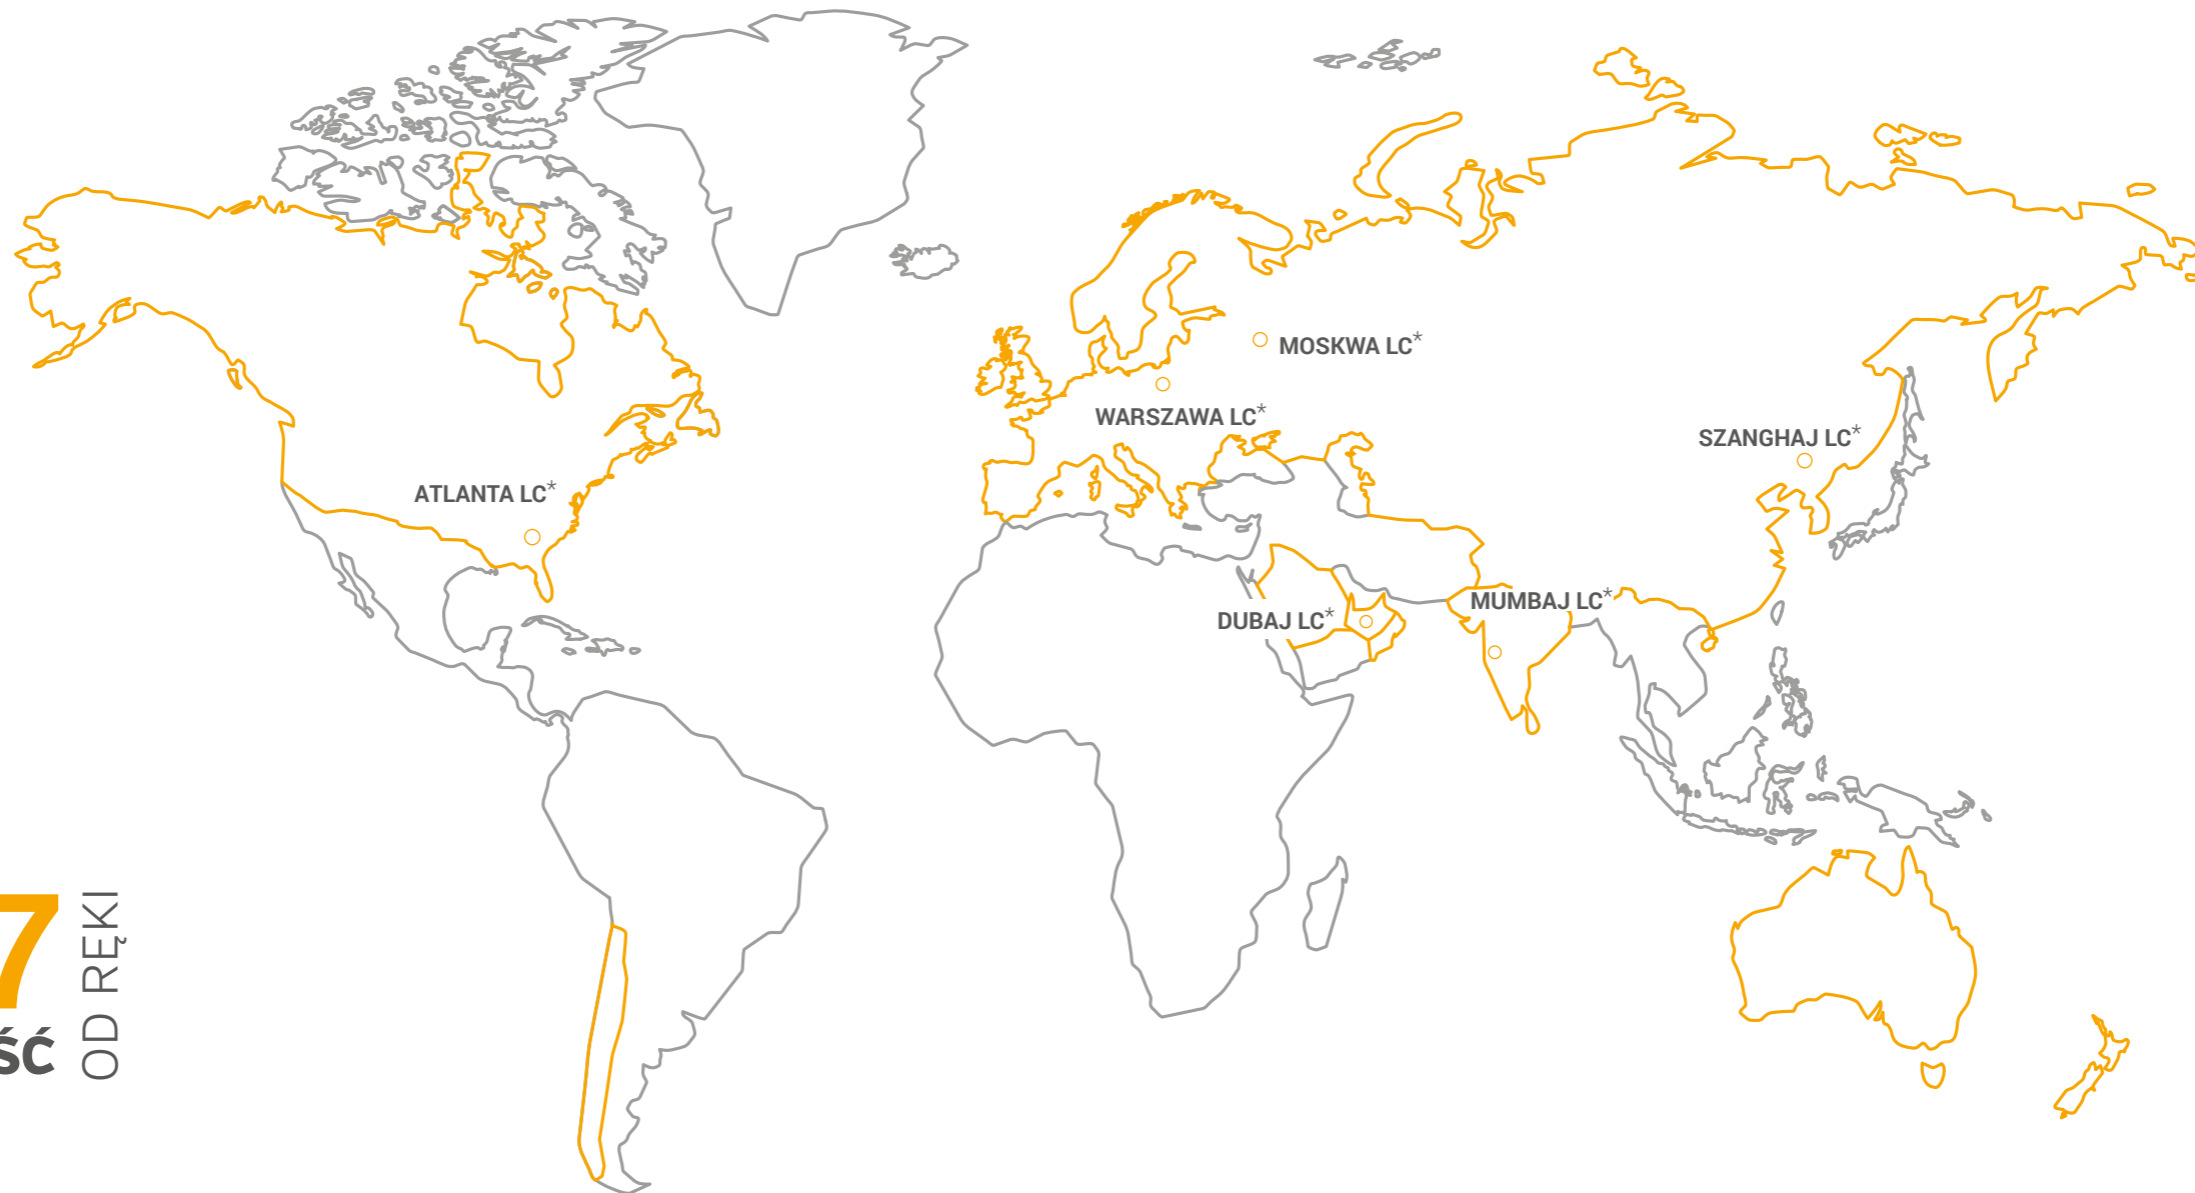 MOSKWA LC*
WARSZAWA LC*
SZANGHAJ LC*
ATLANTA LC*
MUMBAJ LC*
DUBAJ LC*
7
ŚĆ
OD RĘKI